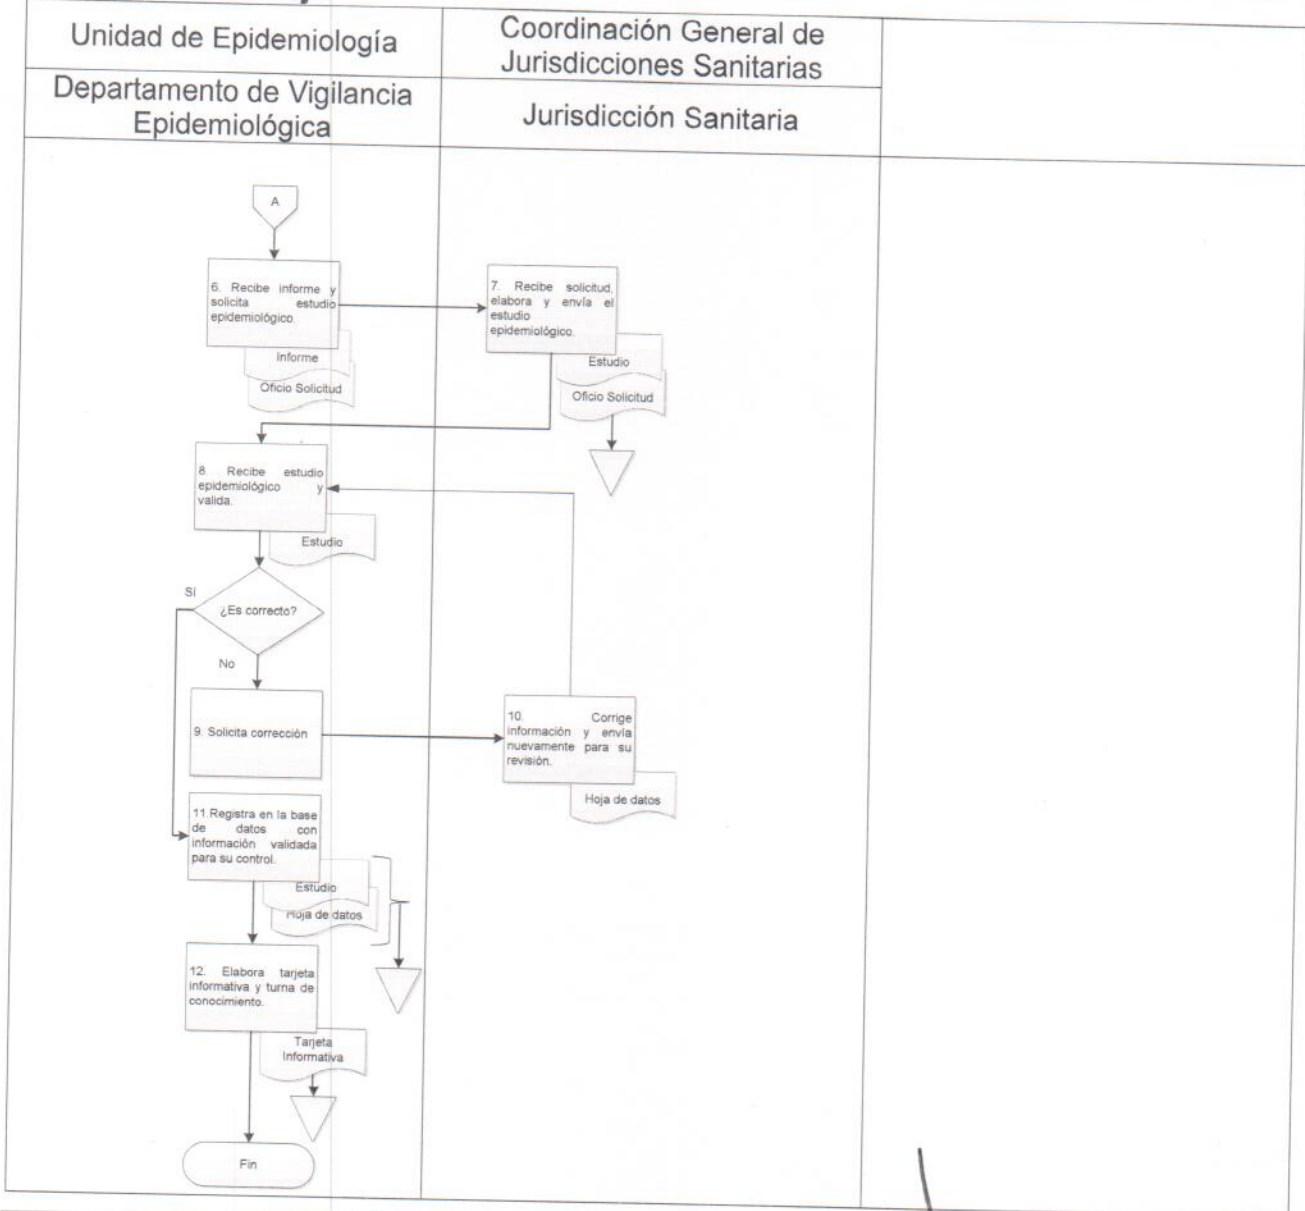 Unidad de Epidemiología
Coordinación General de
Jurisdicciones Sanitarias
Departamento de Vigilancia
Epidemiológica
Jurisdicción Sanitaria
A
6. Recibe informe y
solicita estudio
epidemiológico.
Informe
Oficio Solicitud
7. Recibe solicitud,
elabora y envía el
estudio
epidemiológico.
Estudio
Oficio Solicitud
8. Recibe estudio
epidemiológico y
valida.
Estudio
¿Es correcto?
Sí
No
9. Solicita corrección
10. Corrige
información y envía
nuevamente para su
revisión.
Hoja de datos
11.Registra en la base
de datos con
información validada
para su control.
Estudio
Hoja de datos
12. Elabora tarjeta
informativa y turna de
conocimiento.
Tarjeta
Informativa
Fin